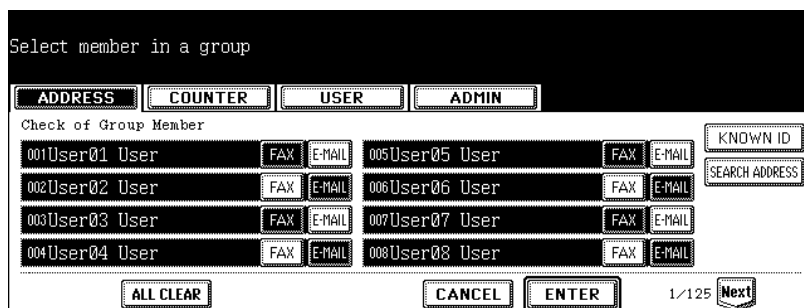 Select member in a group
ADDRESS COUNTER USER ADMIN
Check of Group Member
KNOWN ID
SEARCH ADDRESS
001User01 User FAX E-MAIL 005User05 User FAX E-MAIL
002User02 User FAX E-MAIL 006User06 User FAX E-MAIL
003User03 User FAX E-MAIL 007User07 User FAX E-MAIL
004User04 User FAX E-MAIL 008User08 User FAX E-MAIL
ALL CLEAR CANCEL ENTER 1/125 Next